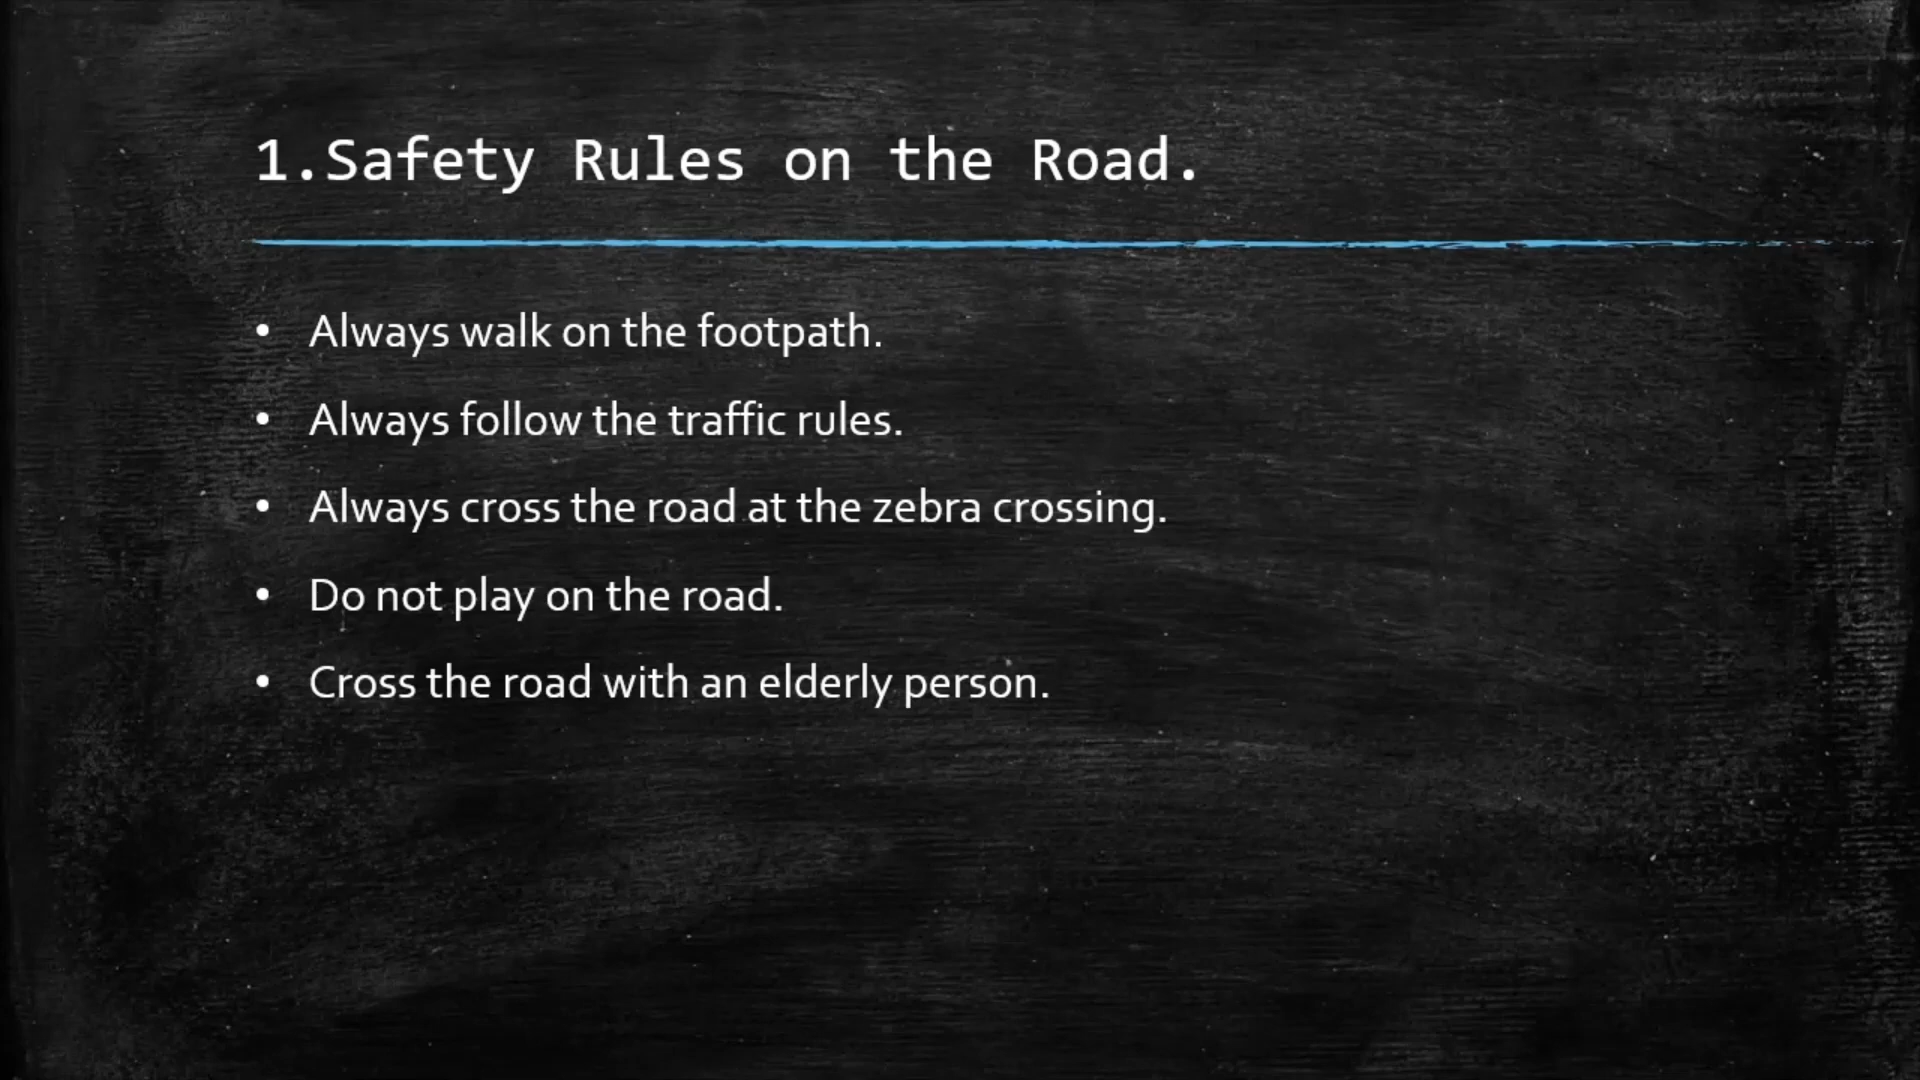 1.Safety Rules on the Road.
• Always walk on the footpath.
• Always follow the traffic rules.
• Always cross the road at the zebra crossing.
• Do not play on the road.
• Cross the road with an elderly person.